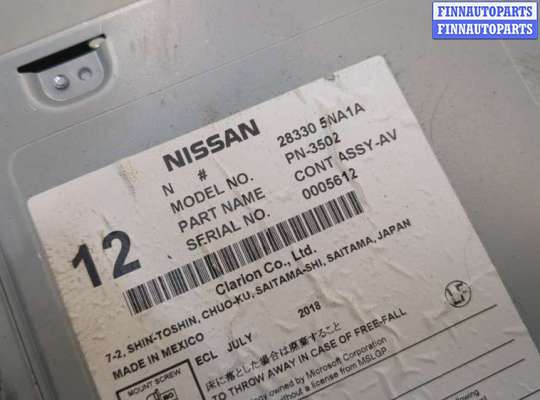 FINNAUTOPARTS
FINNAUTOPARTS
NISSAN
N # 28330 5NA1A
MODEL NO. PN-3502
PART NAME CONT ASSY-AV
SERIAL NO. 0005612
12
Clarion Co., Ltd.
7-2, SHIN-TOSHIN, CHUO-KU, SAITAMA-SHI, SAITAMA, JAPAN
MADE IN MEXICO ECL JULY 2018
LF
床に落とした場合は廃棄すること
TO THROW AWAY IN CASE OF FREE-FALL
MOUNT SCREW
owned by Microsoft Corporation
without a license from MSLGP.